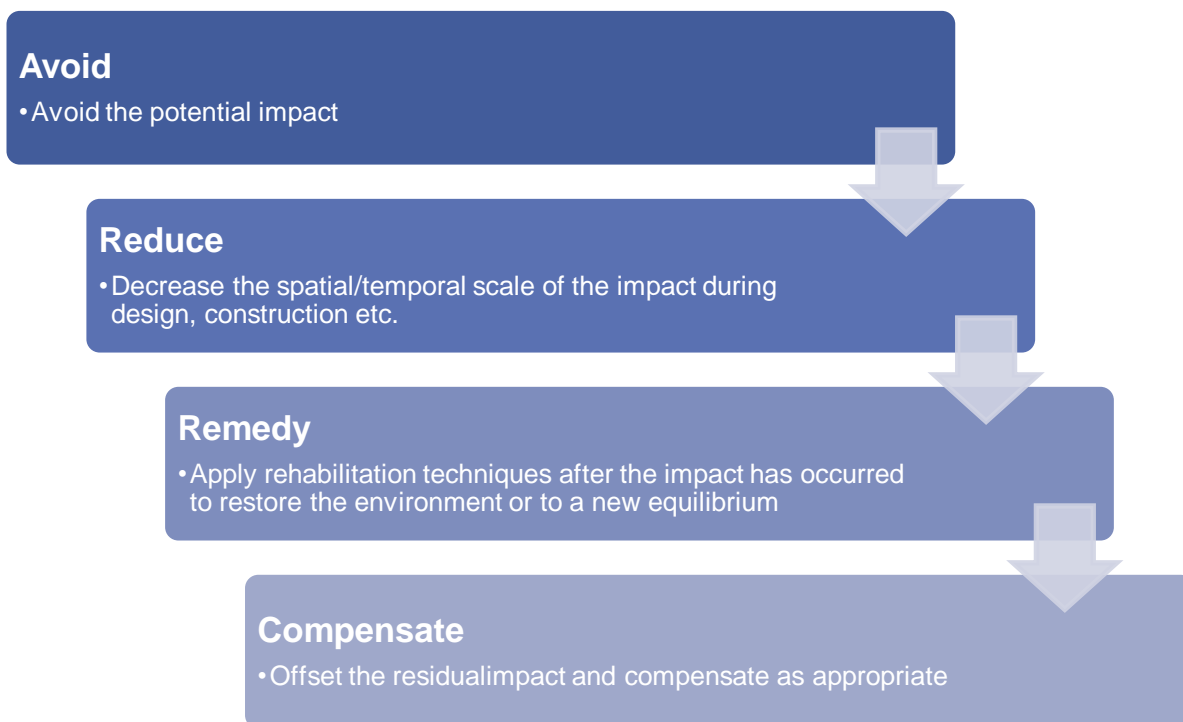 Avoid
•Avoid the potential impact
Reduce
•Decrease the spatial/temporal scale of the impact during
design, construction etc.
Remedy
•Apply rehabilitation techniques after the impact has occurred
to restore the environment or to a new equilibrium
Compensate
•Offset the residualimpact and compensate as appropriate